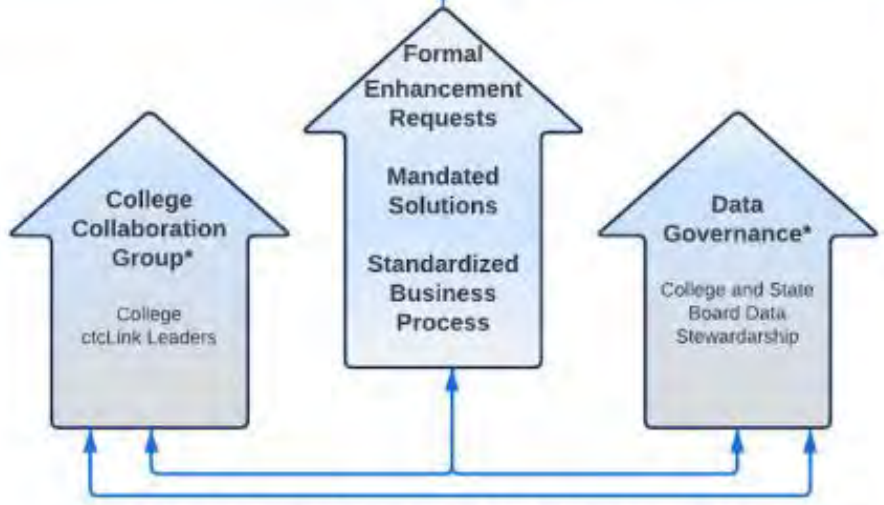 College
Collaboration
Group*
College
ctcLink Leaders
Formal
Enhancement
Requests
Mandated
Solutions
Standardized
Business
Process
Data
Governance*
College and State
Board Data
Stewardarship